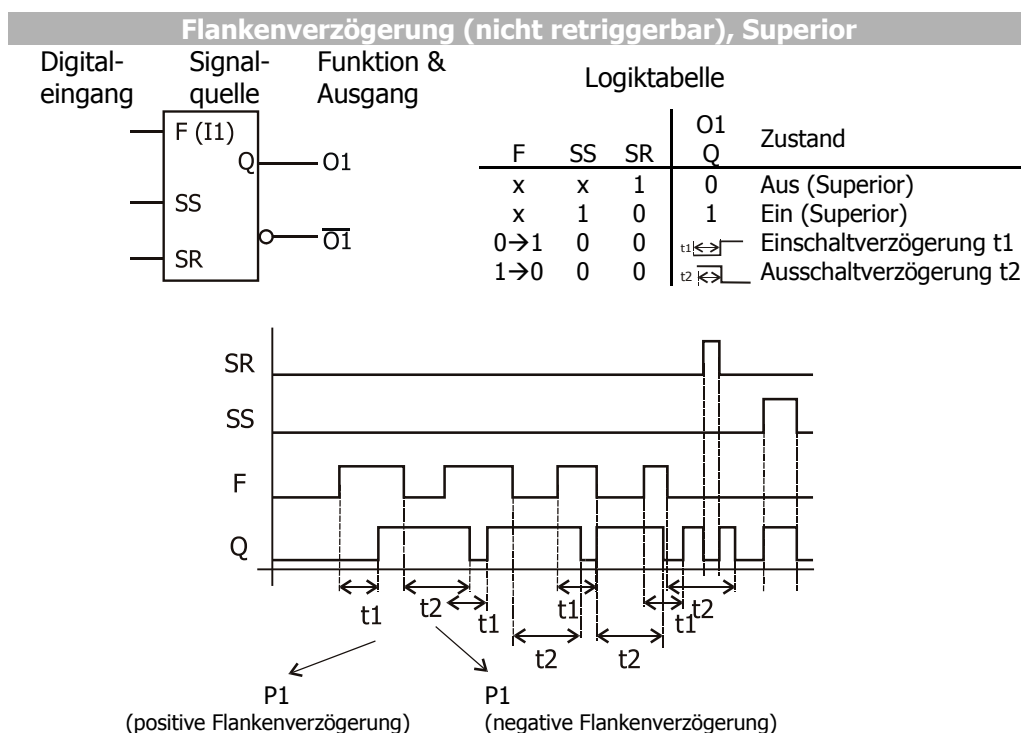 Flankenverzögerung (nicht retriggerbar), Superior
Digital-
eingang
Signal-
quelle
Funktion &
Ausgang
F (I1)
SS
SR
Q
O1
O1
Logiktabelle
F SS SR O1 Q Zustand
x x 1 0 Aus (Superior)
x 1 0 1 Ein (Superior)
0→1 0 0 t1 Einschaltverzögerung t1
1→0 0 0 t2 Ausschaltverzögerung t2
SR
SS
F
Q
t1 t2 t1 t1 t1 t2
t2 t2
P1
(positive Flankenverzögerung)
P1
(negative Flankenverzögerung)